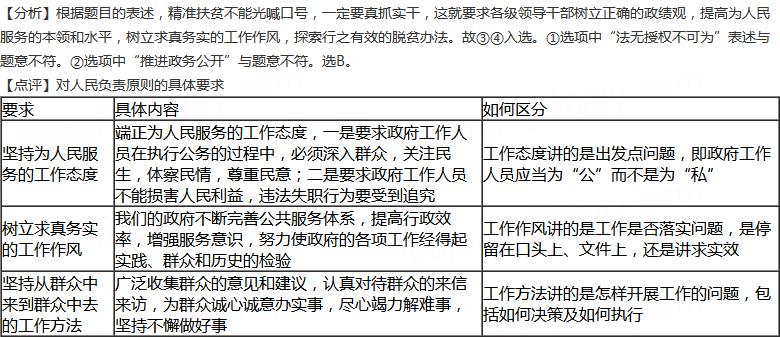 【分析】根据题目的表述，精准扶贫不能光喊口号，一定要真抓实干，这就要求各级领导干部树立正确的政绩观，提高为人民
服务的本领和水平，树立求真务实的工作作风，探索行之有效的脱贫办法。故③④入选。①选项中“法无授权不可为”表述与
题意不符。②选项中“推进政务公开”与题意不符。选B。
【点评】对人民负责原则的具体要求
要求
具体内容
如何区分
坚持为人民服
务的工作态度
端正为人民服务的工作态度，一是要求政府工作人
员在执行公务的过程中，必须深入群众，关注民
生，体察民情，尊重民意；二是要求政府工作人员
不能损害人民利益，违法失职行为要受到追究
工作态度讲的是出发点问题，即政府工作
人员应当为“公”而不是为“私”
树立求真务实
的工作作风
我们的政府不断完善公共服务体系，提高行政效
率，增强服务意识，努力使政府的各项工作经得起
实践、群众和历史的检验
工作作风讲的是工作是否落实问题，是停
留在口头上、文件上，还是讲求实效
坚持从群众中
来到群众中去
的工作方法
广泛收集群众的意见和建议，认真对待群众的来信
来访，为群众诚心诚意办实事，尽心竭力解难事，
坚持不懈做好事
工作方法讲的是怎样开展工作的问题，包
括如何决策及如何执行